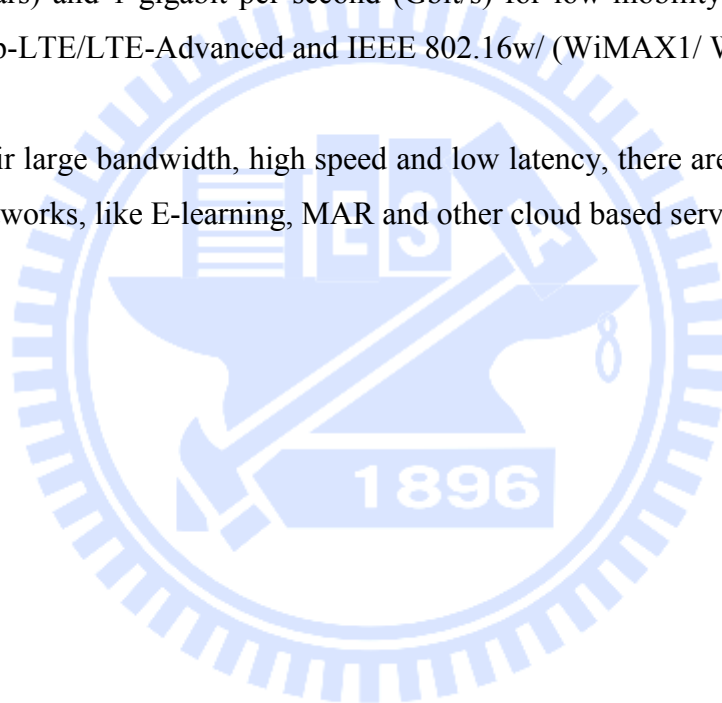 ars) and 1 gigabit per second (Gbit/s) for low mobility
p-LTE/LTE-Advanced and IEEE 802.16w/ (WiMAX1/ W
ir large bandwidth, high speed and low latency, there are
works, like E-learning, MAR and other cloud based serv
E S A
1896